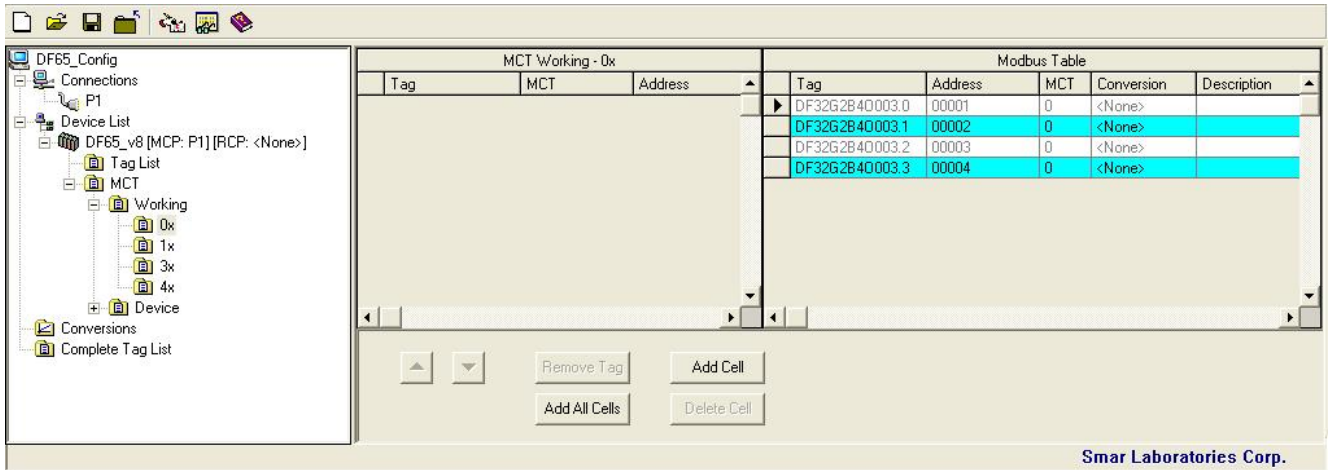 DF65_Config
Connections
P1
Device List
DF65_v8 [MCP: P1] [RCP: <None>]
Tag List
MCT
Working
0x
1x
3x
4x
Device
Conversions
Complete Tag List
MCT Working - 0x
Tag MCT Address
Modbus Table
Tag Address MCT Conversion Description
DF32G2B4O003.0 00001 0 <None>
DF32G2B4O003.1 00002 0 <None>
DF32G2B4O003.2 00003 0 <None>
DF32G2B4O003.3 00004 0 <None>
Remove Tag Add Cell
Add All Cells Delete Cell
Smar Laboratories Corp.